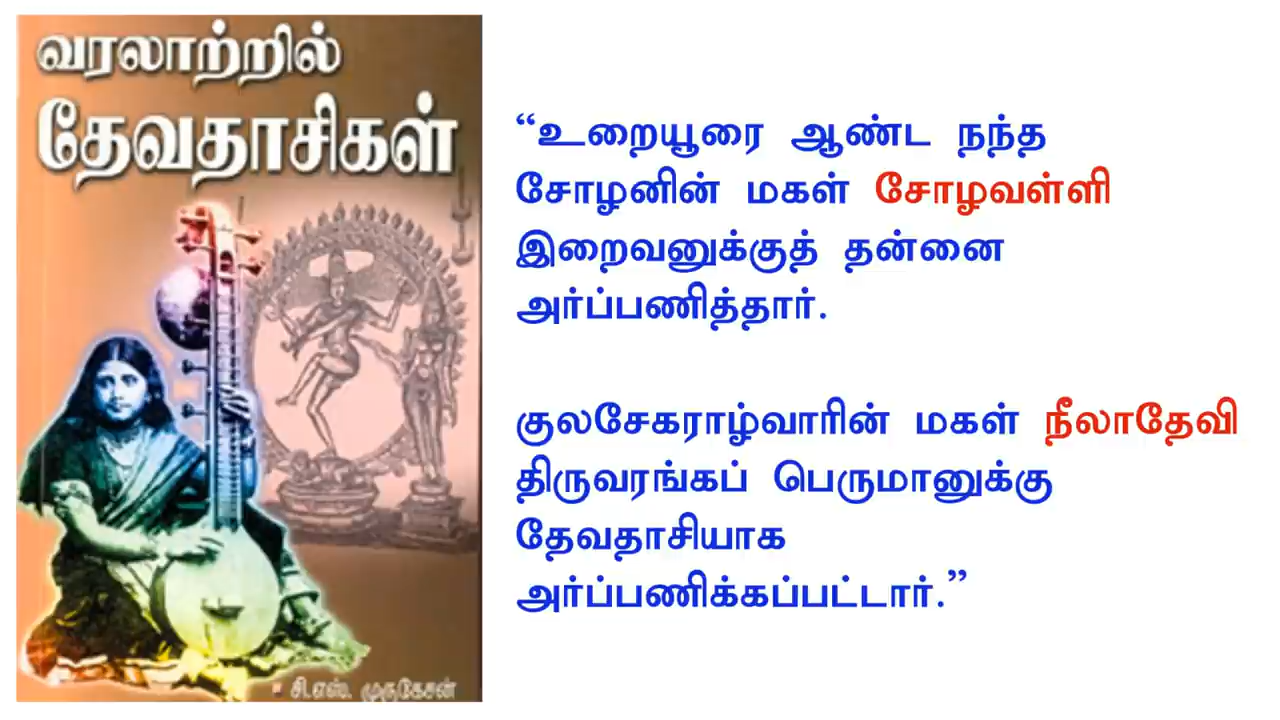 வரலாற்றில்
தேவதாசிகள்
சி.எஸ். முருகேசன்
“உறையூரை ஆண்ட நந்த
சோழனின் மகள் சோழவள்ளி
இறைவனுக்குத் தன்னை
அர்ப்பணித்தார்.
குலசேகராழ்வாரின் மகள் நீலாதேவி
திருவரங்கப் பெருமானுக்கு
தேவதாசியாக
அர்ப்பணிக்கப்பட்டார்.”